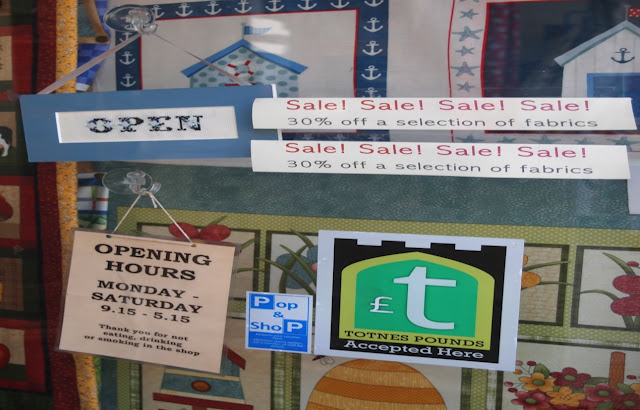 OPEN
Sale! Sale! Sale! Sale!
30% off a selection of fabrics
Sale! Sale! Sale! Sale!
30% off a selection of fabrics
OPENING
HOURS
MONDAY -
SATURDAY
9.15 - 5.15
Thank you for not
eating, drinking
or smoking in the shop
Pop
&
ShoP
£t
TOTNES POUNDS
Accepted Here